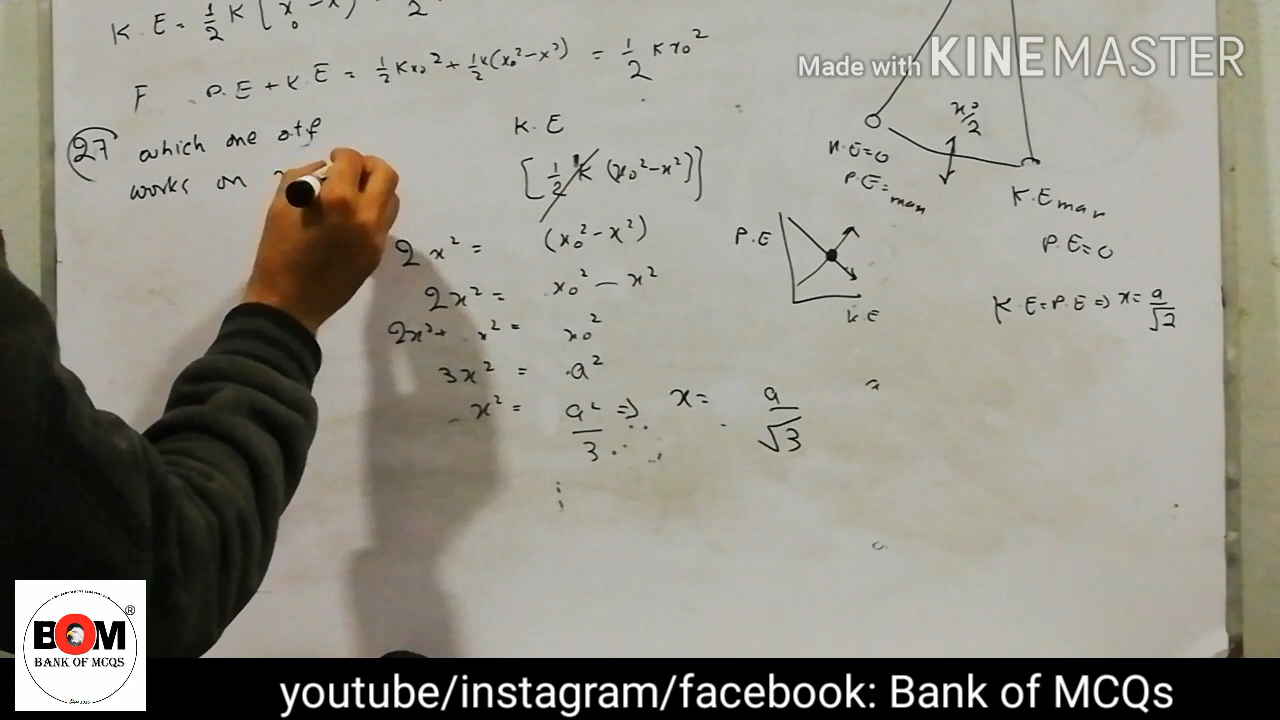 K.E = 1/2 K [x₀² - x²)
Made with KINEMASTER
F P.E + K.E = 1/2 Kx₀² + 1/2 K(x₀² - x²) = 1/2 K x₀²
27 which one otf
works on
K.E
[1/2 K (x₀² - x²)]
2x² = (x₀² - x²)
2x² = x₀² - x²
2x² + x² = x₀²
3x² = a²
x² = a²/3 => x = a/√3
x₀/2
K.E=0
P.E=max
K.E max
P.E=0
P.E
K.E
K.E = P.E => x = a/√2
BOM ®
BANK OF MCQS
youtube/instagram/facebook: Bank of MCQs